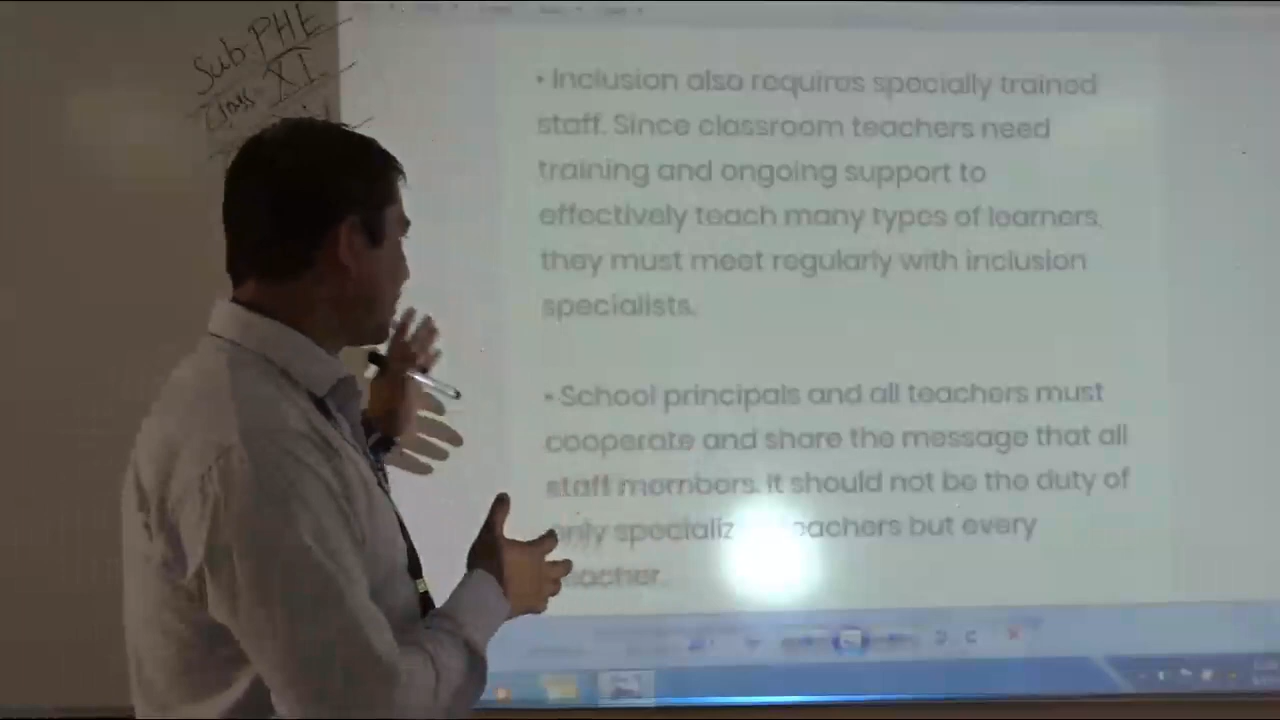 Sub- PHE
Class- XI
• Inclusion also requires specially trained
staff. Since classroom teachers need
training and ongoing support to
effectively teach many types of learners,
they must meet regularly with inclusion
specialists.
• School principals and all teachers must
cooperate and share the message that all
staff members. It should not be the duty of
only but every